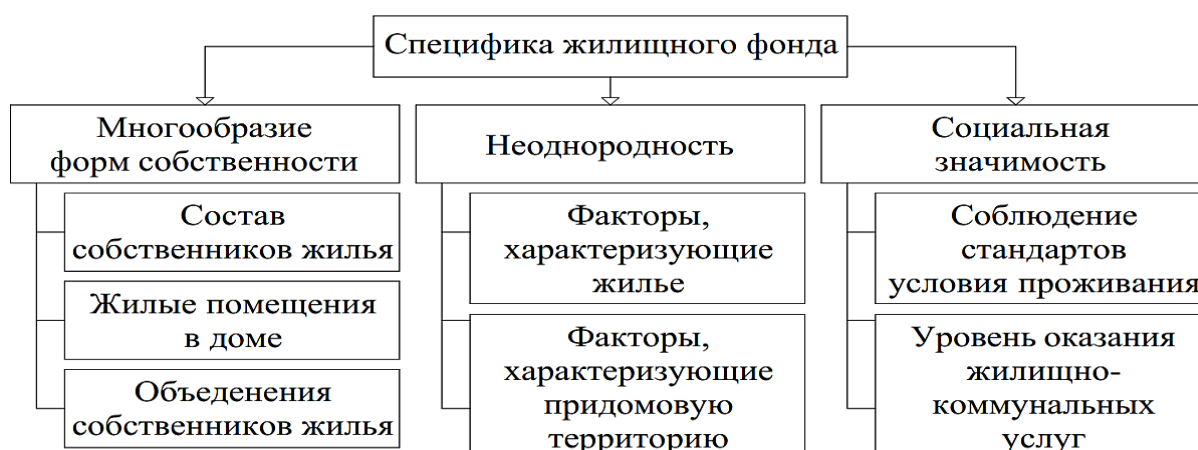 Специфика жилищного фонда
Многообразие
форм собственности
Состав
собственников жилья
Жилые помещения
в доме
Объеденения
собственников жилья
Неоднородность
Факторы,
характеризующие
жилье
Факторы,
характеризующие
придомовую
территорию
Социальная
значимость
Соблюдение
стандартов
условия проживания
Уровень оказания
жилищно-
коммунальных
услуг